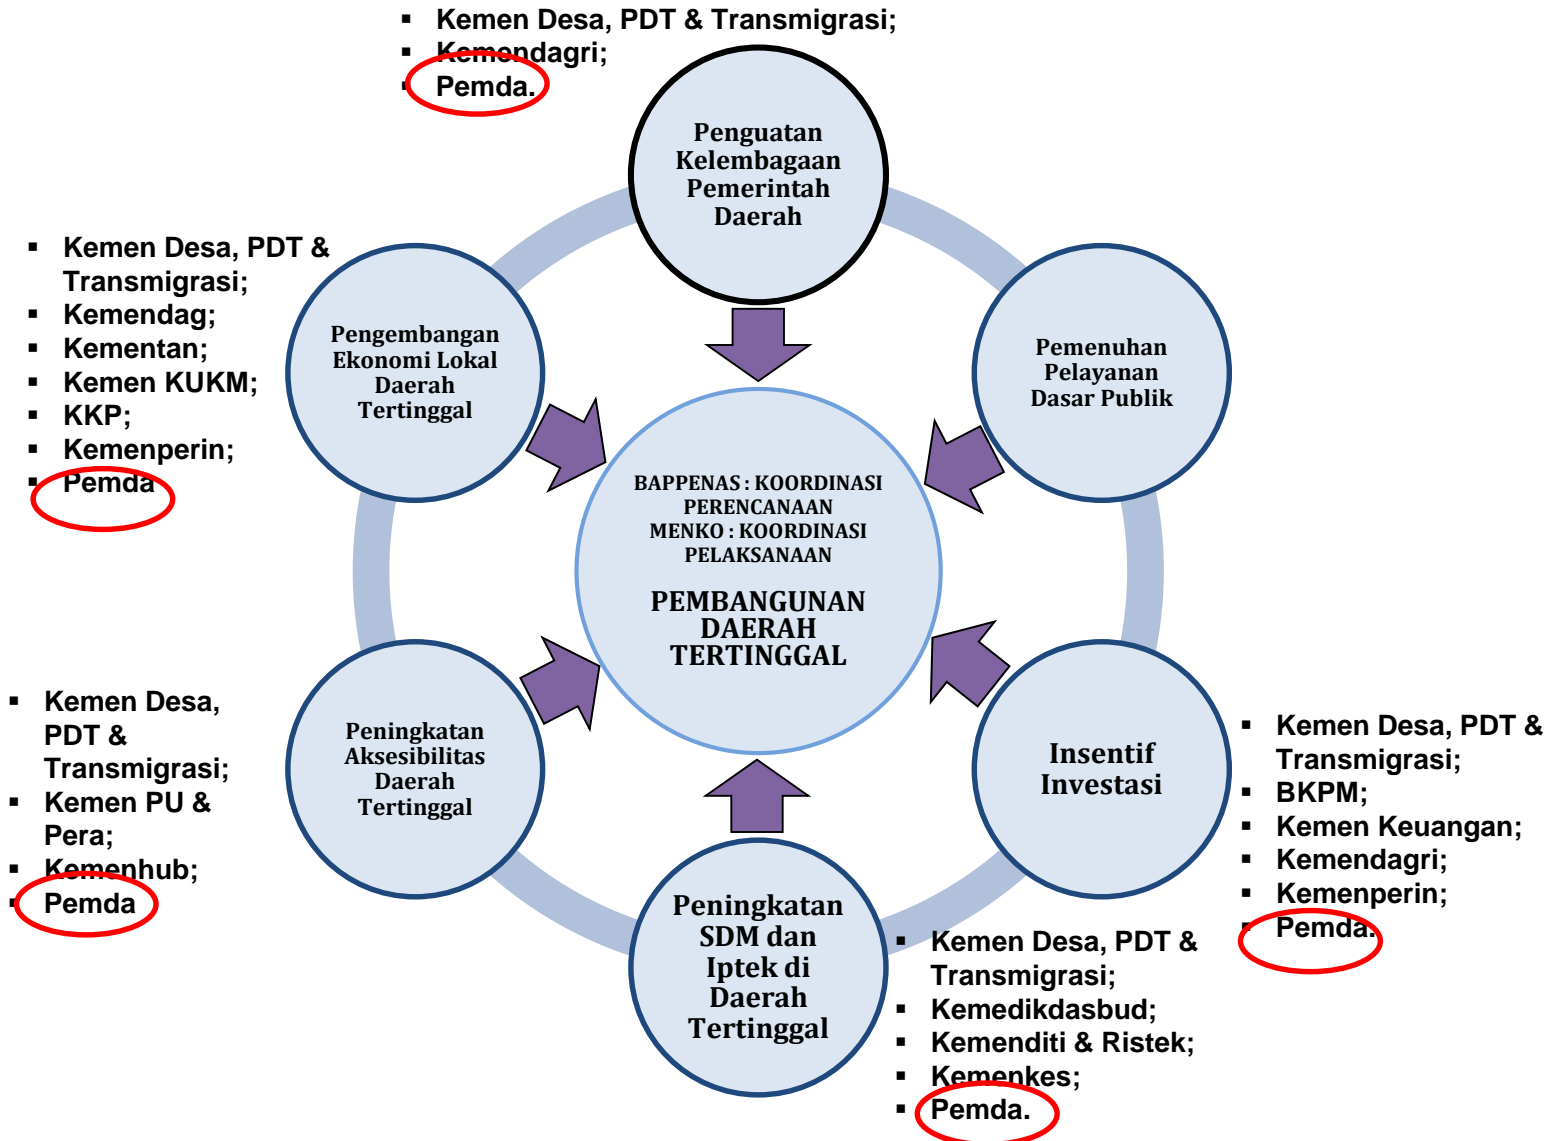 ▪ Kemen Desa, PDT & Transmigrasi;
▪ Kemendagri;
▪ Pemda.
Penguatan
Kelembagaan
Pemerintah
Daerah
▪ Kemen Desa, PDT &
Transmigrasi;
▪ Kemendag;
▪ Kementan;
▪ Kemen KUKM;
▪ KKP;
▪ Kemenperin;
▪ Pemda
Pengembangan
Ekonomi Lokal
Daerah
Tertinggal
Pemenuhan
Pelayanan
Dasar Publik
BAPPENAS : KOORDINASI
PERENCANAAN
MENKO : KOORDINASI
PELAKSANAAN
PEMBANGUNAN
DAERAH
TERTINGGAL
▪ Kemen Desa,
PDT &
Transmigrasi;
▪ Kemen PU &
Pera;
▪ Kemenhub;
▪ Pemda
Peningkatan
Aksesibilitas
Daerah
Tertinggal
Insentif
Investasi
▪ Kemen Desa, PDT &
Transmigrasi;
▪ BKPM;
▪ Kemen Keuangan;
▪ Kemendagri;
▪ Kemenperin;
▪ Pemda.
Peningkatan
SDM dan
Iptek di
Daerah
Tertinggal
▪ Kemen Desa, PDT &
Transmigrasi;
▪ Kemedikdasbud;
▪ Kemenditi & Ristek;
▪ Kemenkes;
▪ Pemda.